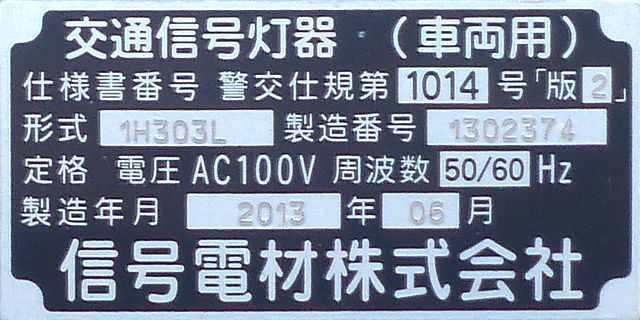 交通信号灯器 (車両用)
仕様書番号 警交仕規第 1014 号「版 2」
形式 1H303L 製造番号 1302374
定格 電圧 AC100V 周波数 50/60 Hz
製造年月 2013 年 06 月
信号電材株式会社